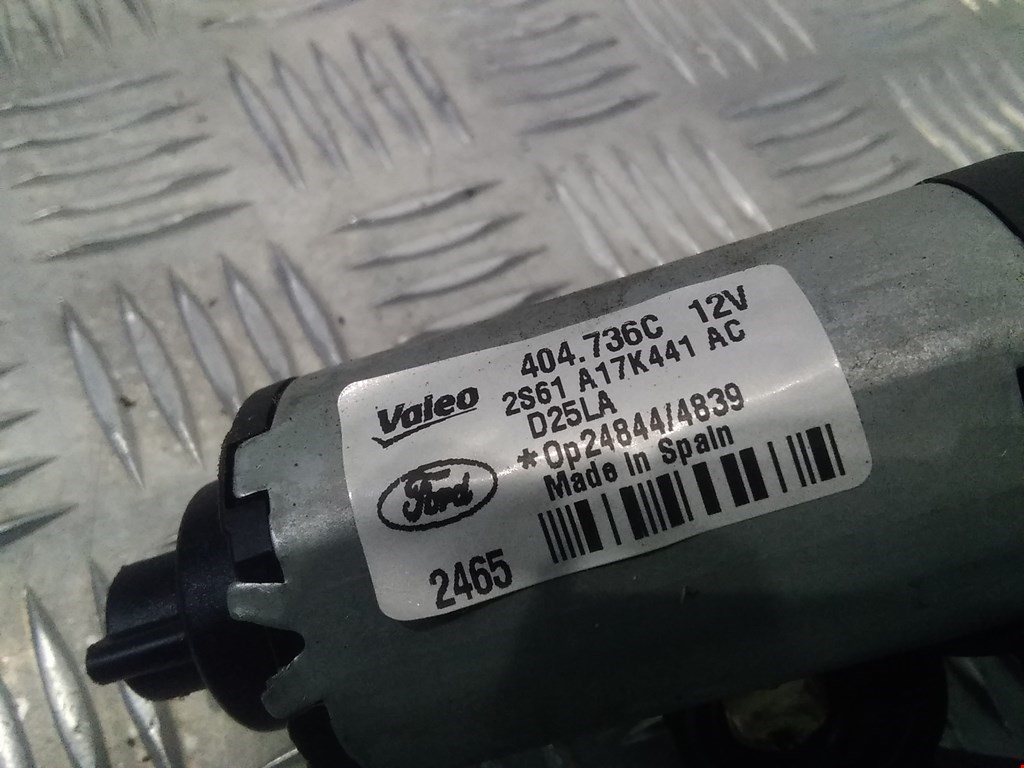 404.736C 12V
Valeo 2S61 A17K441 AC
D25LA
*Op24844/4839
Ford Made In Spain
2465